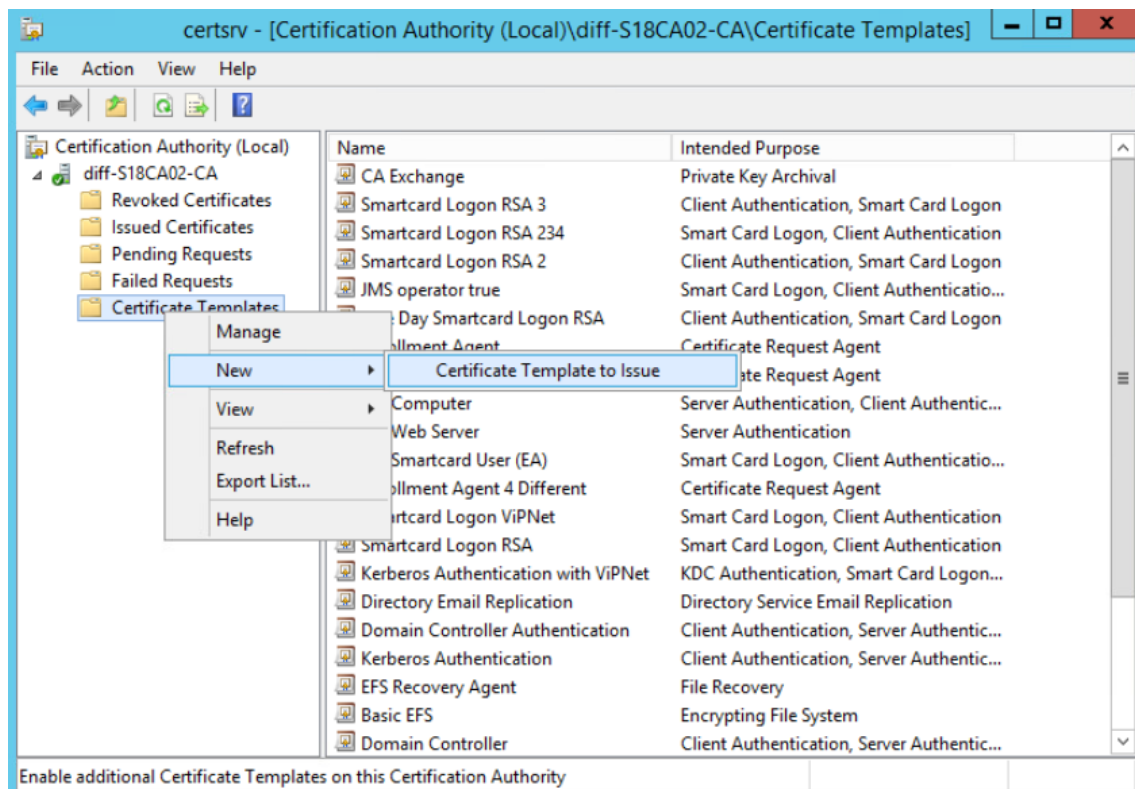 certsrv - [Certification Authority (Local)\diff-S18CA02-CA\Certificate Templates]
File Action View Help
Certification Authority (Local)
diff-S18CA02-CA
Revoked Certificates
Issued Certificates
Pending Requests
Failed Requests
Certificate Templates
Manage
New
Certificate Template to Issue
View
Refresh
Export List...
Help
Name Intended Purpose
CA Exchange Private Key Archival
Smartcard Logon RSA 3 Client Authentication, Smart Card Logon
Smartcard Logon RSA 234 Smart Card Logon, Client Authentication
Smartcard Logon RSA 2 Client Authentication, Smart Card Logon
JMS operator true Smart Card Logon, Client Authenticatio...
Day Smartcard Logon RSA Client Authentication, Smart Card Logon
Agent Certificate Request Agent
Request Agent
Computer Server Authentication, Client Authentic...
Web Server Server Authentication
Smartcard User (EA) Smart Card Logon, Client Authenticatio...
Agent 4 Different Certificate Request Agent
Logon ViPNet Smart Card Logon, Client Authentication
Smartcard Logon RSA Smart Card Logon, Client Authentication
Kerberos Authentication with ViPNet KDC Authentication, Smart Card Logon...
Directory Email Replication Directory Service Email Replication
Domain Controller Authentication Client Authentication, Server Authentic...
Kerberos Authentication Client Authentication, Server Authentic...
EFS Recovery Agent File Recovery
Basic EFS Encrypting File System
Domain Controller Client Authentication, Server Authentic...
Enable additional Certificate Templates on this Certification Authority